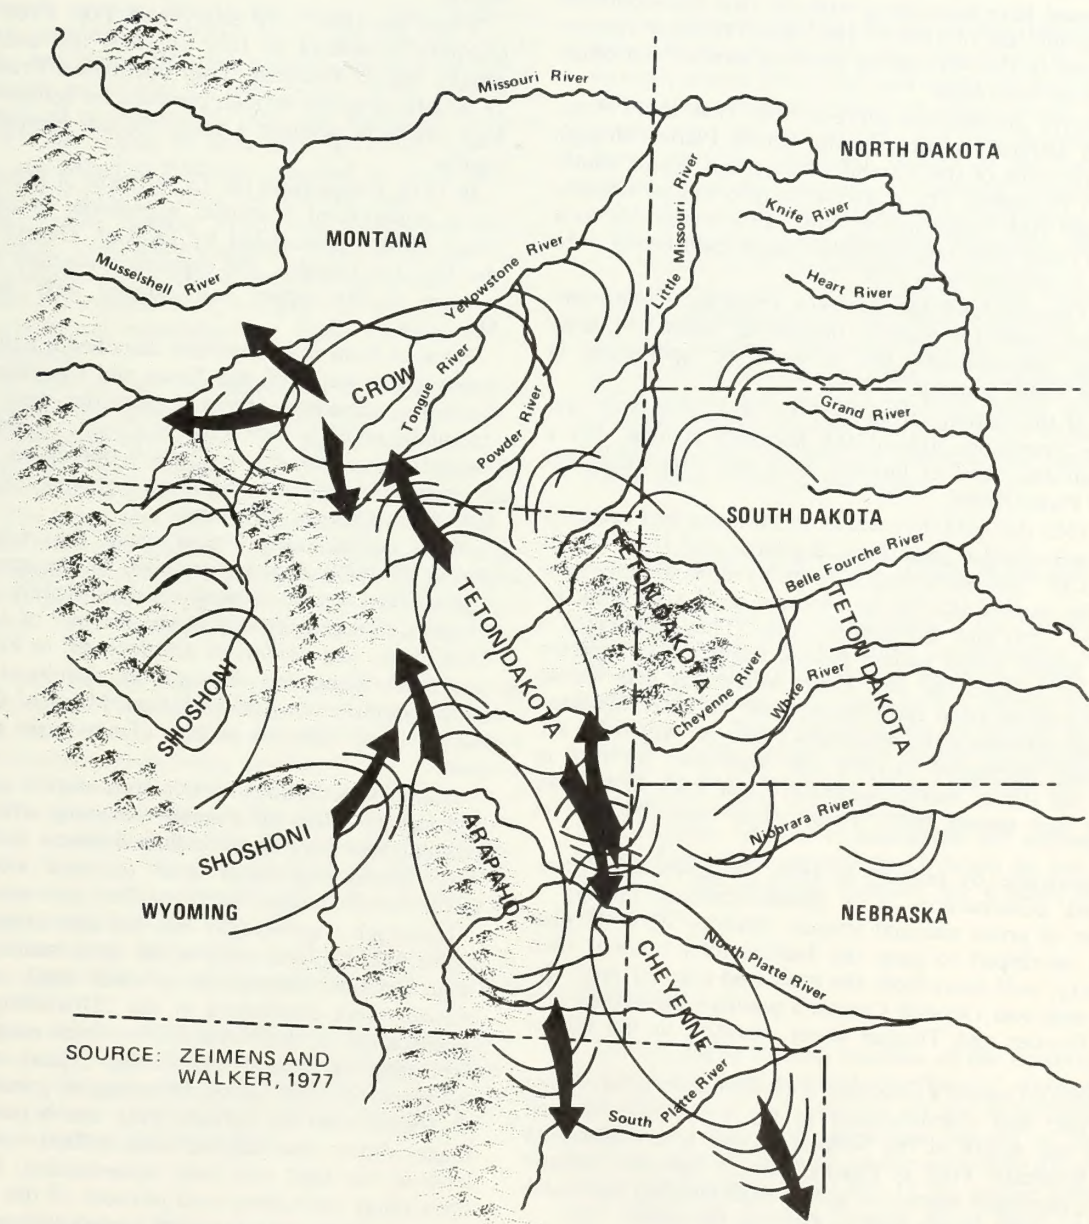 Missouri River
NORTH DAKOTA
Knife River
Little Missouri River
MONTANA
Musselshell River
Yellowstone River
Heart River
CROW
Tongue River
Powder River
Grand River
SOUTH DAKOTA
Belle Fourche River
TETON DAKOTA
TETON DAKOTA
TETON DAKOTA
Cheyenne River
White River
SHOSHONI
SHOSHONI
ARAPAHO
Niobrara River
WYOMING
NEBRASKA
North Platte River
CHEYENNE
South Platte River
SOURCE: ZEIMENS AND
WALKER, 1977